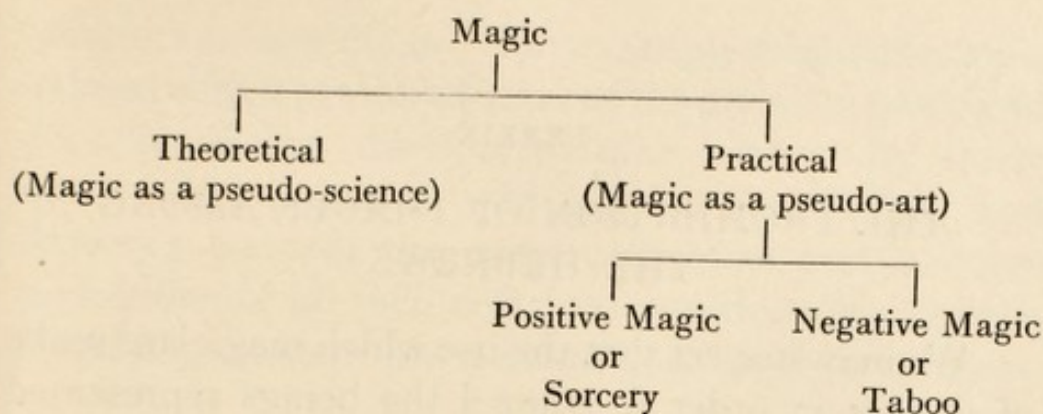 Magic
Theoretical
(Magic as a pseudo-science)
Practical
(Magic as a pseudo-art)
Positive Magic
or
Sorcery
Negative Magic
or
Taboo